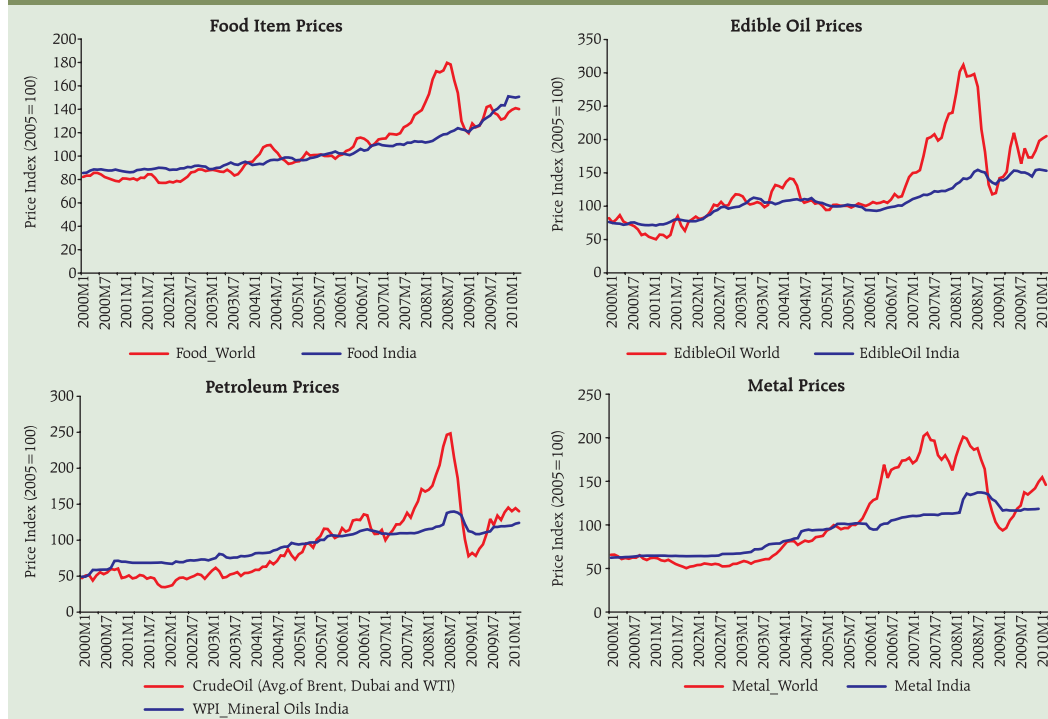 Food Item Prices
Price Index (2005=100)
200
180
160
140
120
100
80
60
40
20
0
2000M1 2000M7 2001M1 2001M7 2002M1 2002M7 2003M1 2003M7 2004M1 2004M7 2005M1 2005M7 2006M1 2006M7 2007M1 2007M7 2008M1 2008M7 2009M1 2009M7 2010M1
Food_World Food India
Edible Oil Prices
Price Index (2005=100)
350
300
250
200
150
100
50
0
2000M1 2000M7 2001M1 2001M7 2002M1 2002M7 2003M1 2003M7 2004M1 2004M7 2005M1 2005M7 2006M1 2006M7 2007M1 2007M7 2008M1 2008M7 2009M1 2009M7 2010M1
EdibleOil World EdibleOil India
Petroleum Prices
Price Index (2005=100)
300
250
200
150
100
50
0
2000M1 2000M7 2001M1 2001M7 2002M1 2002M7 2003M1 2003M7 2004M1 2004M7 2005M1 2005M7 2006M1 2006M7 2007M1 2007M7 2008M1 2008M7 2009M1 2009M7 2010M1
CrudeOil (Avg.of Brent, Dubai and WTI)
WPI_Mineral Oils India
Metal Prices
Price Index (2005=100)
250
200
150
100
50
0
2000M1 2000M7 2001M1 2001M7 2002M1 2002M7 2003M1 2003M7 2004M1 2004M7 2005M1 2005M7 2006M1 2006M7 2007M1 2007M7 2008M1 2008M7 2009M1 2009M7 2010M1
Metal_World Metal India